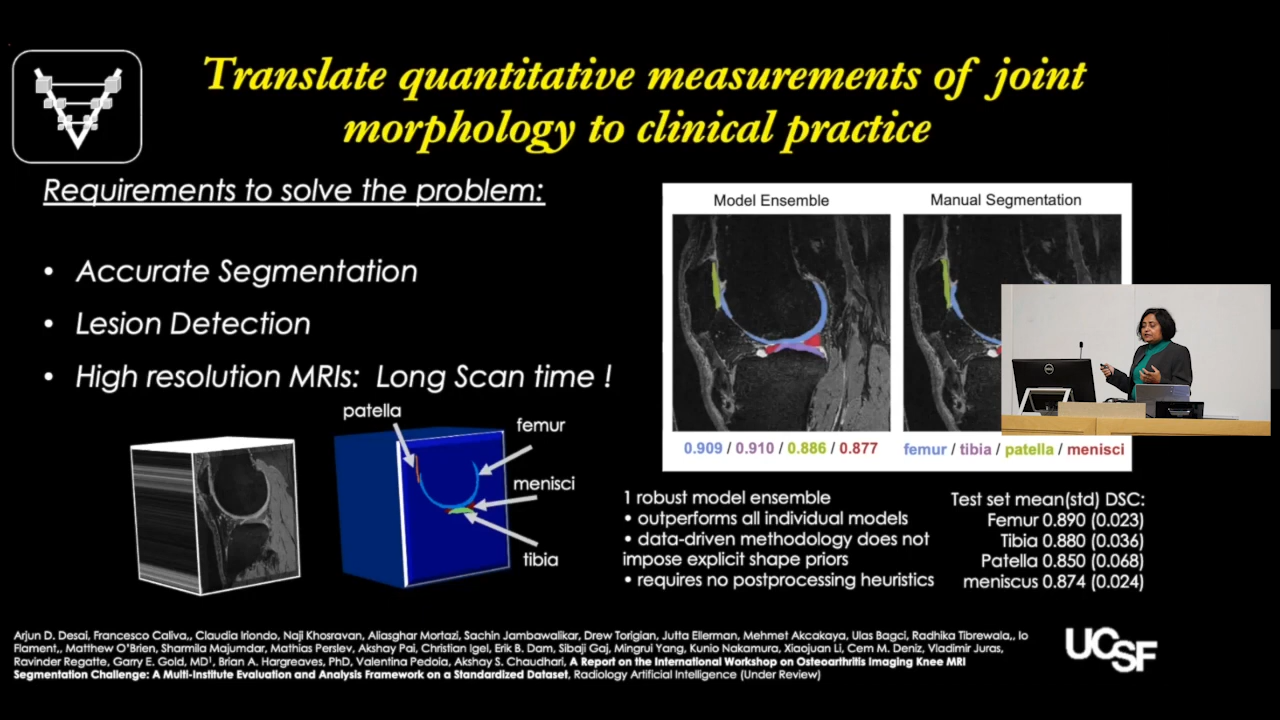 Translate quantitative measurements of joint
morphology to clinical practice
Requirements to solve the problem:
• Accurate Segmentation
• Lesion Detection
• High resolution MRIs: Long Scan time !
patella
femur
menisci
tibia
Model Ensemble
Manual Segmentation
0.909 / 0.910 / 0.886 / 0.877
femur / tibia / patella / menisci
1 robust model ensemble
• outperforms all individual models
• data-driven methodology does not
impose explicit shape priors
• requires no postprocessing heuristics
Test set mean(std) DSC:
Femur 0.890 (0.023)
Tibia 0.880 (0.036)
Patella 0.850 (0.068)
meniscus 0.874 (0.024)
Arjun D. Desai, Francesco Caliva,, Claudia Iriondo, Naji Khosravan, Aliasghar Mortazi, Sachin Jambawalikar, Drew Torigian, Jutta Ellerman, Mehmet Akcakaya, Ulas Bagci, Radhika Tibrewala,, Io
Flament,, Matthew O'Brien, Sharmila Majumdar, Mathias Perslev, Akshay Pai, Christian Igel, Erik B. Dam, Sibaji Gaj, Mingrui Yang, Kunio Nakamura, Xiaojuan Li, Cem M. Deniz, Vladimir Juras,
Ravinder Regatte, Garry E. Gold, MD¹, Brian A. Hargreaves, PhD, Valentina Pedoia, Akshay S. Chaudhari, A Report on the International Workshop on Osteoarthritis Imaging Knee MRI
Segmentation Challenge: A Multi-Institute Evaluation and Analysis Framework on a Standardized Dataset, Radiology Artificial Intelligence (Under Review)
UCSF
DELL